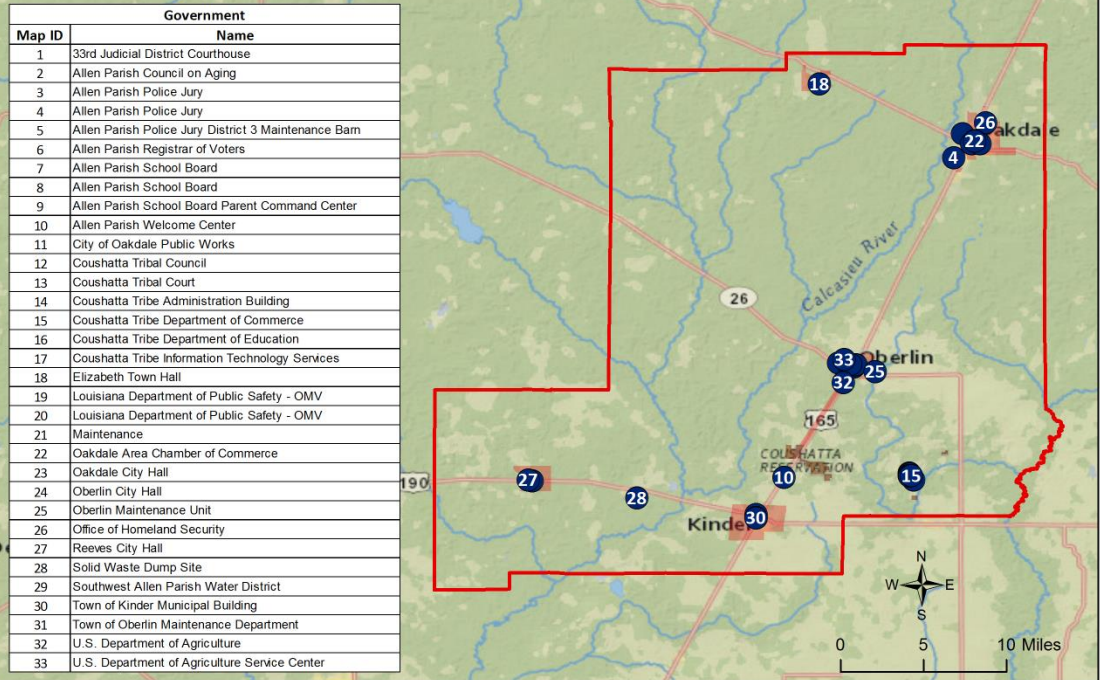 Government
Map ID Name
1 33rd Judicial District Courthouse
2 Allen Parish Council on Aging
3 Allen Parish Police Jury
4 Allen Parish Police Jury
5 Allen Parish Police Jury District 3 Maintenance Barn
6 Allen Parish Registrar of Voters
7 Allen Parish School Board
8 Allen Parish School Board
9 Allen Parish School Board Parent Command Center
10 Allen Parish Welcome Center
11 City of Oakdale Public Works
12 Coushatta Tribal Council
13 Coushatta Tribal Court
14 Coushatta Tribe Administration Building
15 Coushatta Tribe Department of Commerce
16 Coushatta Tribe Department of Education
17 Coushatta Tribe Information Technology Services
18 Elizabeth Town Hall
19 Louisiana Department of Public Safety - OMV
20 Louisiana Department of Public Safety - OMV
21 Maintenance
22 Oakdale Area Chamber of Commerce
23 Oakdale City Hall
24 Oberlin City Hall
25 Oberlin Maintenance Unit
26 Office of Homeland Security
27 Reeves City Hall
28 Solid Waste Dump Site
29 Southwest Allen Parish Water District
30 Town of Kinder Municipal Building
31 Town of Oberlin Maintenance Department
32 U.S. Department of Agriculture
33 U.S. Department of Agriculture Service Center
18
26
akdale
22
4
Calcasieu River
26
33 Oberlin
25
32
165
COUSHATTA
RESERVATION
10
15
190
27
28
Kinder
30
N
W E
S
0 5 10 Miles